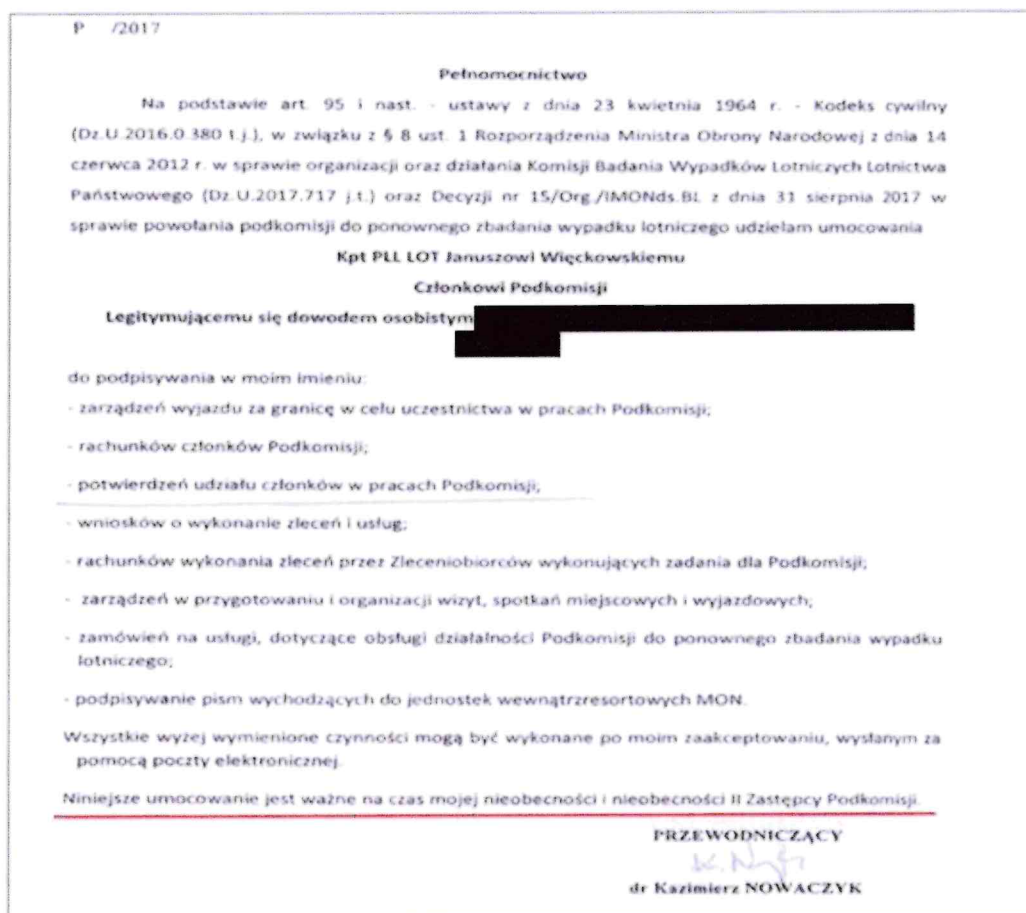 P /2017
Pełnomocnictwo
Na podstawie art. 95 i nast. - ustawy z dnia 23 kwietnia 1964 r. - Kodeks cywilny
(Dz.U.2016.0.380 t.j.), w związku z § 8 ust. 1 Rozporządzenia Ministra Obrony Narodowej z dnia 14
czerwca 2012 r. w sprawie organizacji oraz działania Komisji Badania Wypadków Lotniczych Lotnictwa
Państwowego (Dz.U.2017.717 j.t.) oraz Decyzji nr 15/Org./IMONds.BL z dnia 31 sierpnia 2017 w
sprawie powołania podkomisji do ponownego zbadania wypadku lotniczego udzielam umocowania
Kpt PLL LOT Januszowi Więckowskiemu
Członkowi Podkomisji
Legitymującemu się dowodem osobistym
do podpisywania w moim imieniu:
- zarządzeń wyjazdu za granicę w celu uczestnictwa w pracach Podkomisji;
- rachunków członków Podkomisji;
- potwierdzeń udziału członków w pracach Podkomisji;
- wniosków o wykonanie zleceń i usług;
- rachunków wykonania zleceń przez Zleceniobiorców wykonujących zadania dla Podkomisji;
- zarządzeń w przygotowaniu i organizacji wizyt, spotkań miejscowych i wyjazdowych;
- zamówień na usługi, dotyczące obsługi działalności Podkomisji do ponownego zbadania wypadku
lotniczego;
- podpisywanie pism wychodzących do jednostek wewnątrzresortowych MON.
Wszystkie wyżej wymienione czynności mogą być wykonane po moim zaakceptowaniu, wysłanym za
pomocą poczty elektronicznej.
Niniejsze umocowanie jest ważne na czas mojej nieobecności i nieobecności II Zastępcy Podkomisji.
PRZEWODNICZĄCY
dr Kazimierz NOWACZYK